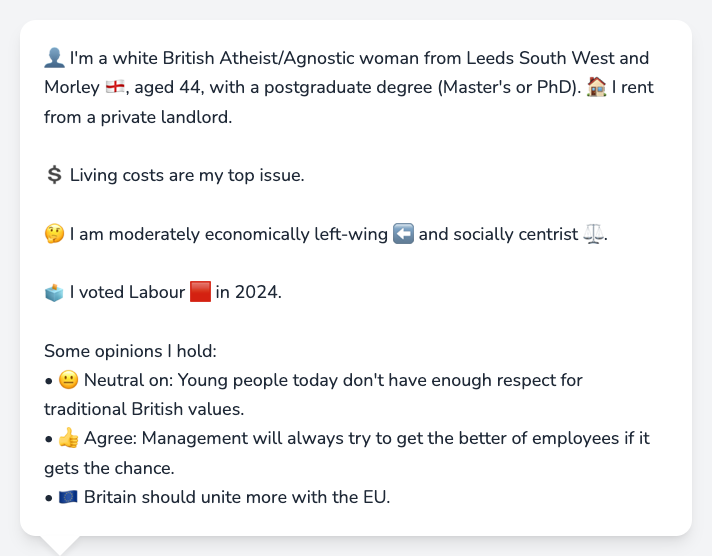 👤 I'm a white British Atheist/Agnostic woman from Leeds South West and
Morley 🏴󠁧󠁢󠁥󠁮󠁧󠁿, aged 44, with a postgraduate degree (Master's or PhD). 🏠 I rent
from a private landlord.
💲 Living costs are my top issue.
🤔 I am moderately economically left-wing ⬅️ and socially centrist ⚖️.
🗳️ I voted Labour 🟥 in 2024.
Some opinions I hold:
• 😐 Neutral on: Young people today don't have enough respect for
traditional British values.
• 👍 Agree: Management will always try to get the better of employees if it
gets the chance.
• 🇪🇺 Britain should unite more with the EU.